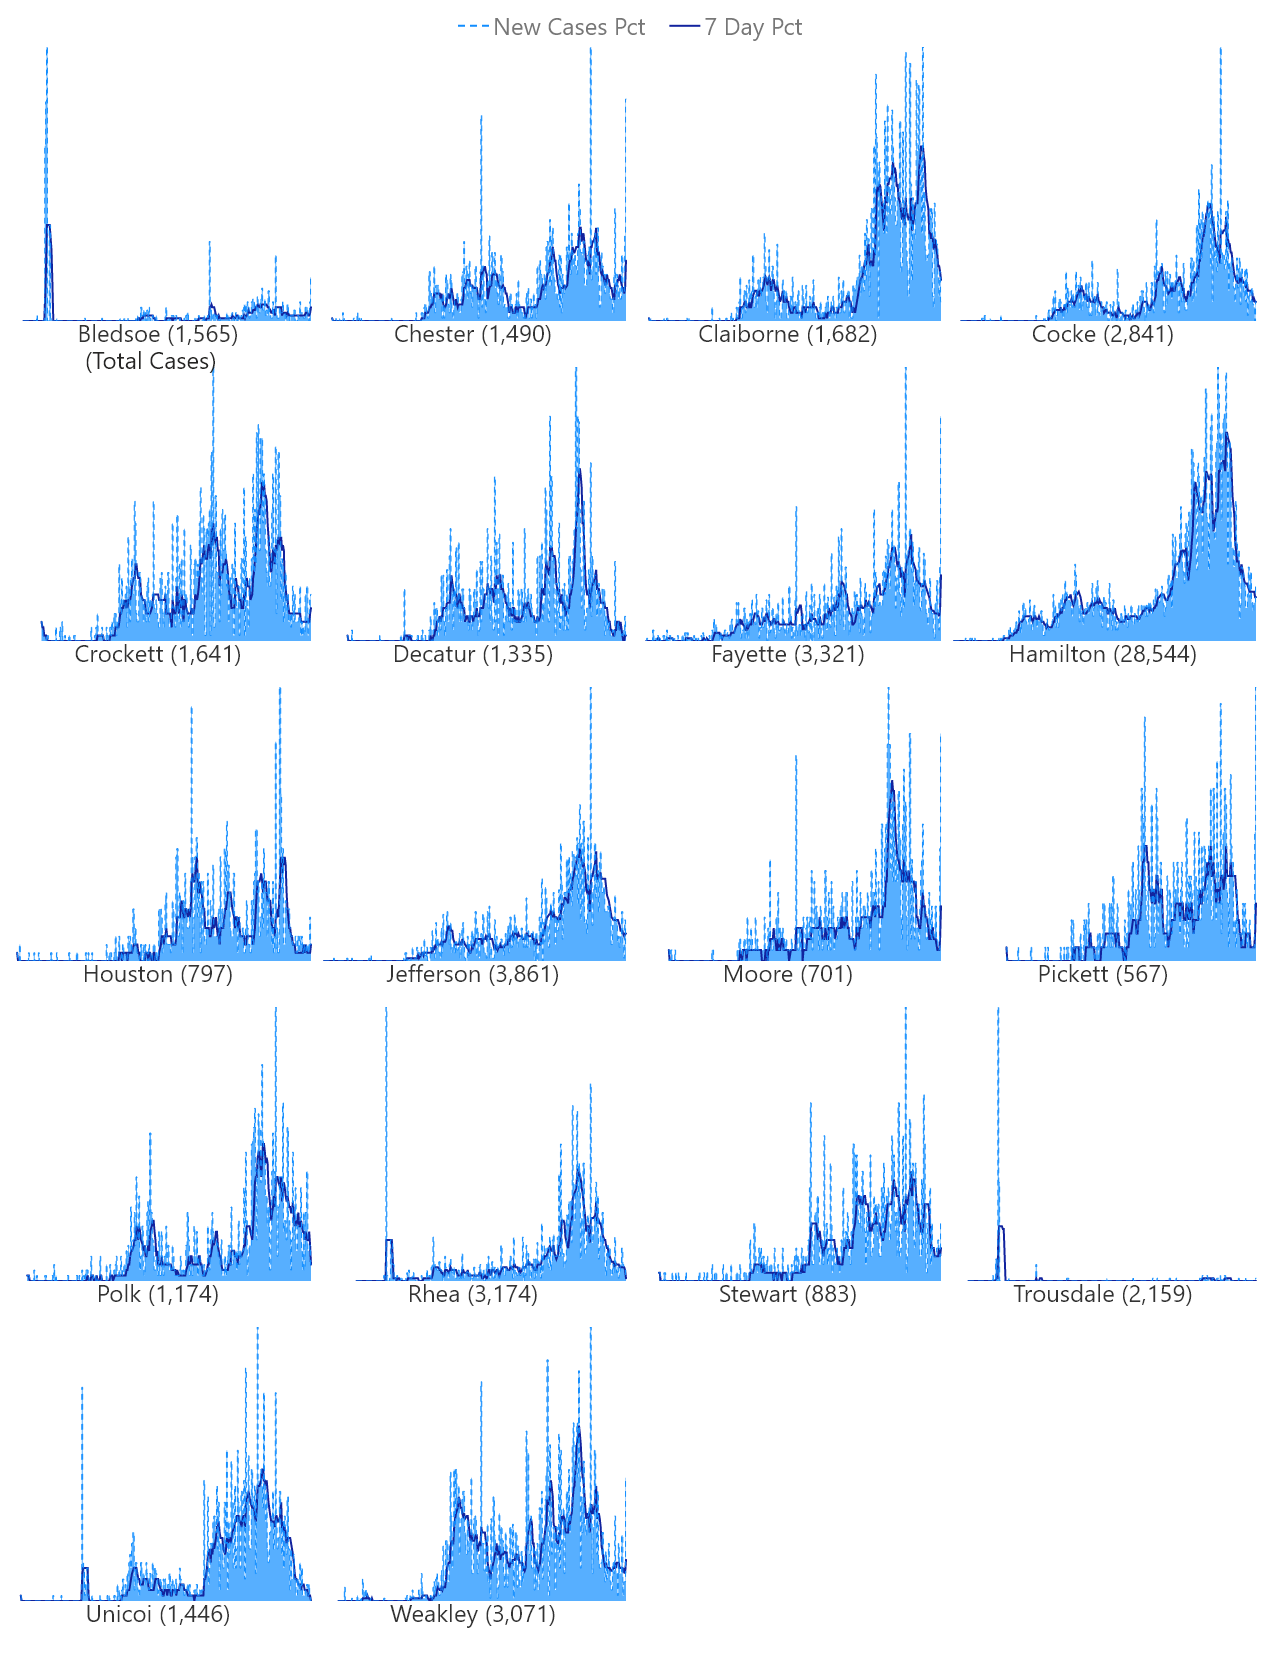 New Cases Pct 7 Day Pct
Bledsoe (1,565)
(Total Cases)
Chester (1,490)
Claiborne (1,682)
Cocke (2,841)
Crockett (1,641)
Decatur (1,335)
Fayette (3,321)
Hamilton (28,544)
Houston (797)
Jefferson (3,861)
Moore (701)
Pickett (567)
Polk (1,174)
Rhea (3,174)
Stewart (883)
Trousdale (2,159)
Unicoi (1,446)
Weakley (3,071)